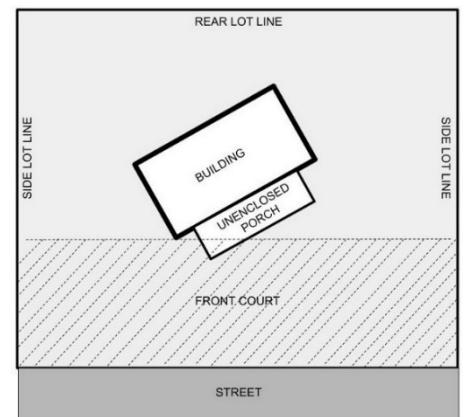 REAR LOT LINE
SIDE LOT LINE
SIDE LOT LINE
BUILDING
UNENCLOSED
PORCH
FRONT COURT
STREET